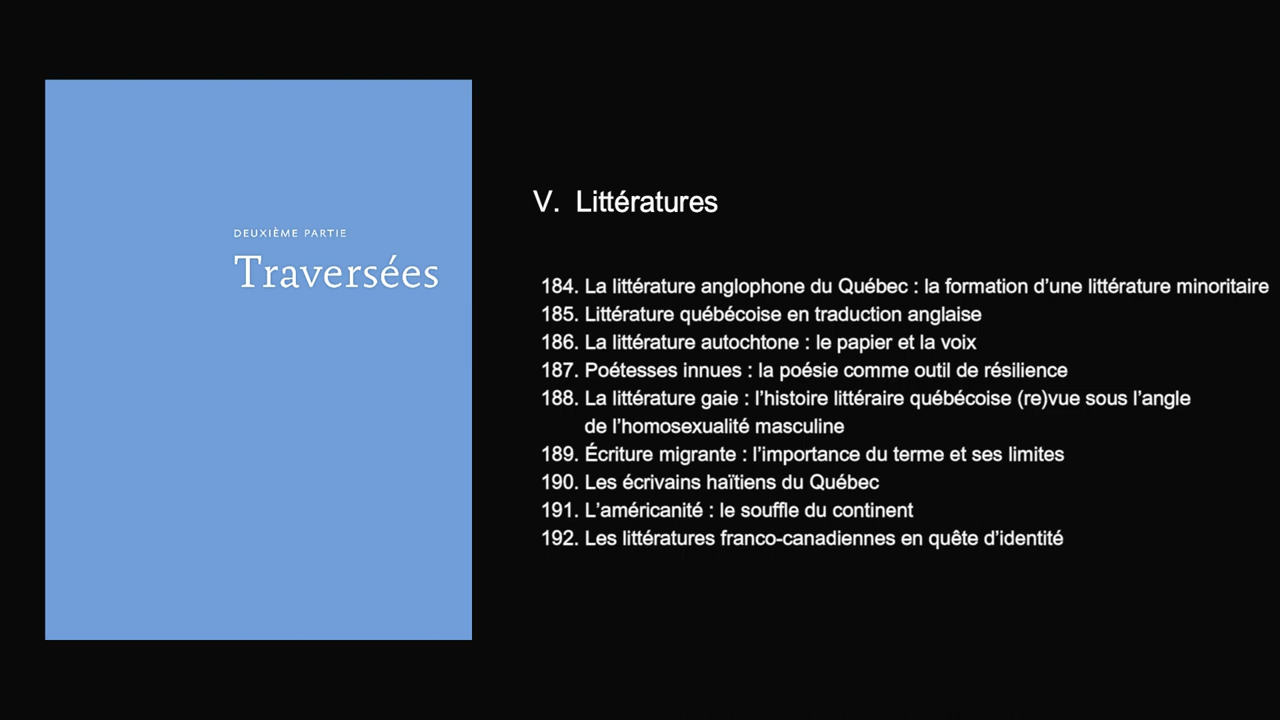 DEUXIÈME PARTIE
Traversées
V. Littératures
184. La littérature anglophone du Québec : la formation d’une littérature minoritaire
185. Littérature québécoise en traduction anglaise
186. La littérature autochtone : le papier et la voix
187. Poétesses innues : la poésie comme outil de résilience
188. La littérature gaie : l’histoire littéraire québécoise (re)vue sous l’angle
de l’homosexualité masculine
189. Écriture migrante : l’importance du terme et ses limites
190. Les écrivains haïtiens du Québec
191. L’américanité : le souffle du continent
192. Les littératures franco-canadiennes en quête d’identité